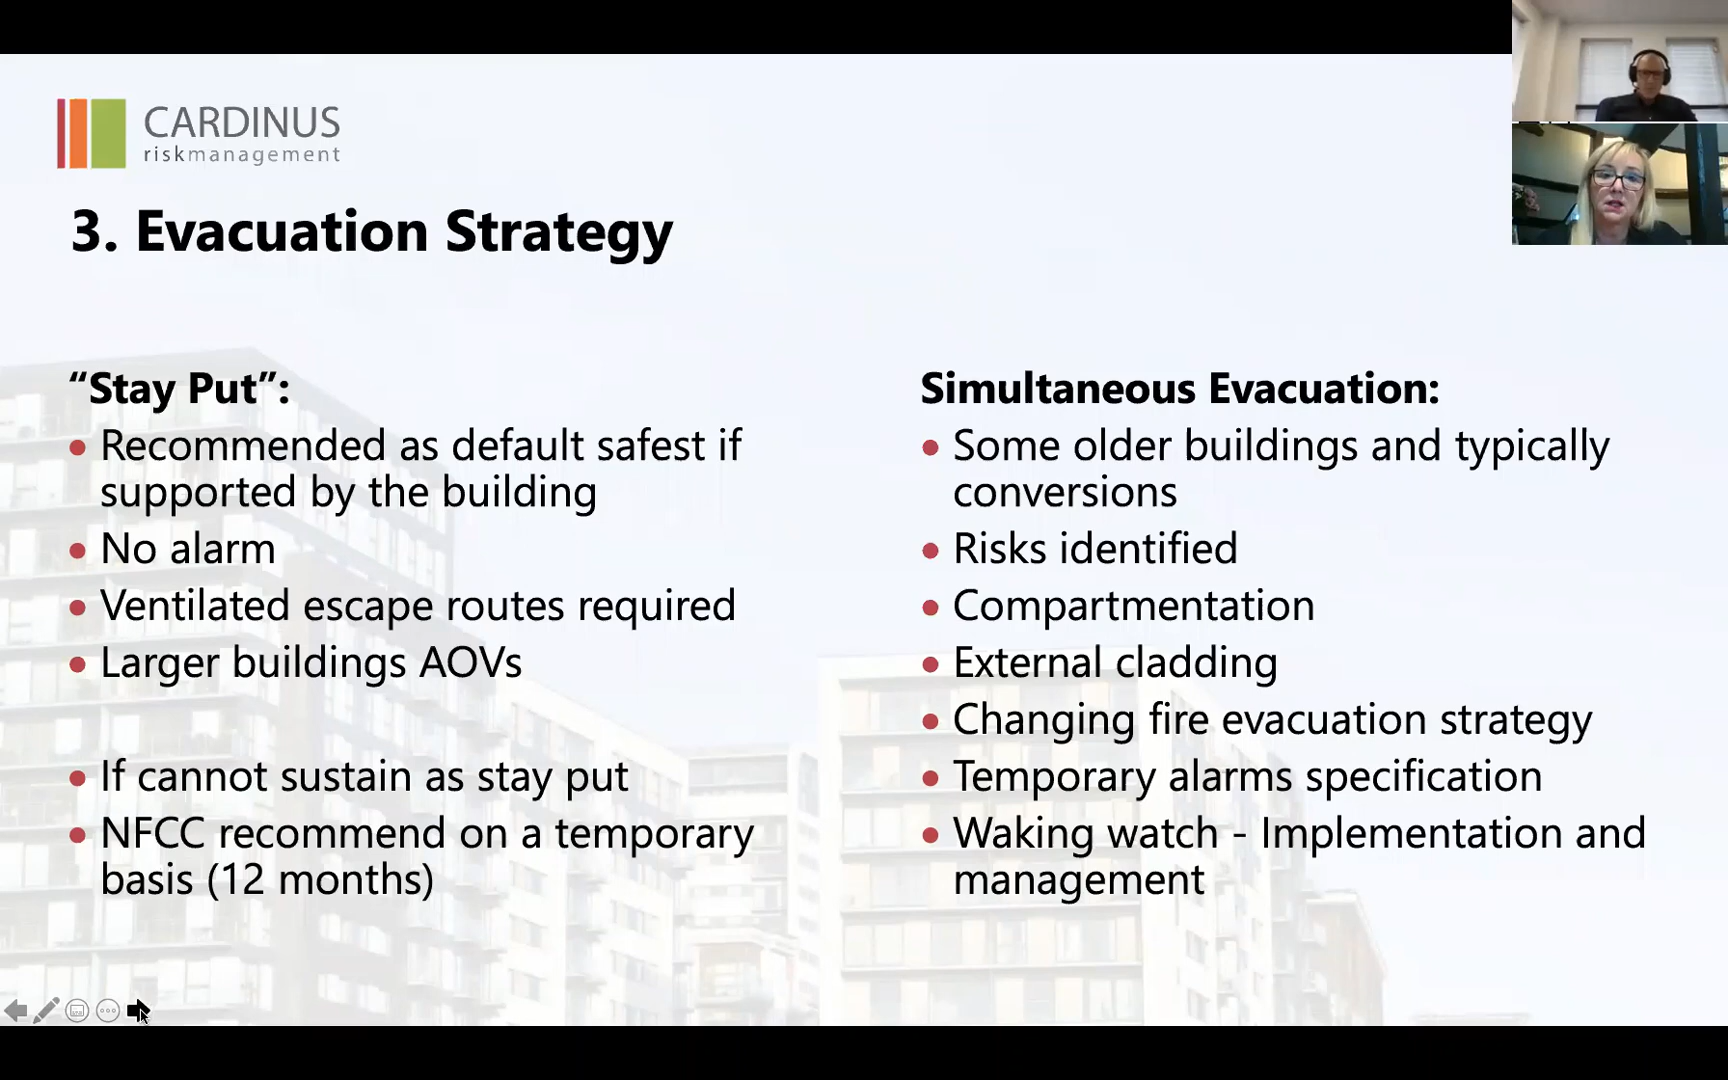 CARDINUS
riskmanagement
3. Evacuation Strategy
“Stay Put”:
Recommended as default safest if
supported by the building
No alarm
Ventilated escape routes required
Larger buildings AOVs
If cannot sustain as stay put
NFCC recommend on a temporary
basis (12 months)
Simultaneous Evacuation:
Some older buildings and typically
conversions
Risks identified
Compartmentation
External cladding
Changing fire evacuation strategy
Temporary alarms specification
Waking watch - Implementation and
management